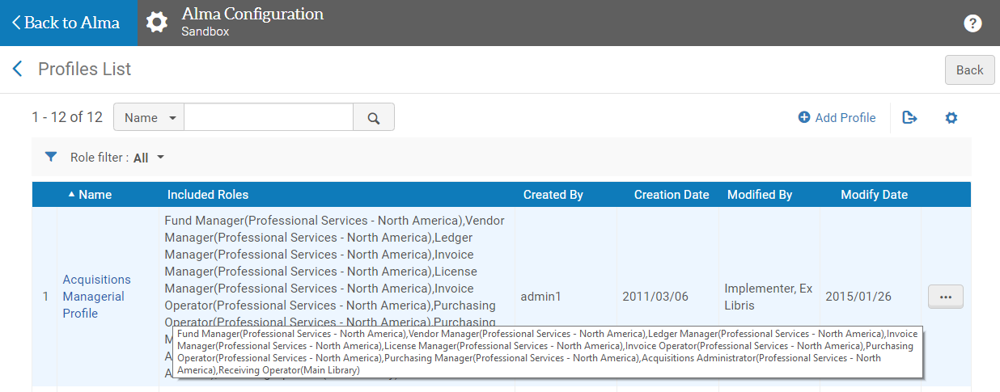 Back to Alma
Alma Configuration
Sandbox
?
Profiles List
Back
1 - 12 of 12
Name
Add Profile
Role filter : All
Name Included Roles Created By Creation Date Modified By Modify Date
1
Acquisitions
Managerial
Profile
Fund Manager(Professional Services - North America),Vendor
Manager(Professional Services - North America),Ledger
Manager(Professional Services - North America),Invoice
Manager(Professional Services - North America),License
Manager(Professional Services - North America),Invoice
Operator(Professional Services - North America),Purchasing
Operator(Professional Services - North America),Purchasing
admin1
2011/03/06
Implementer, Ex
Libris
2015/01/26
...
Fund Manager(Professional Services - North America),Vendor Manager(Professional Services - North America),Ledger Manager(Professional Services - North America),Invoice
Manager(Professional Services - North America),License Manager(Professional Services - North America),Invoice Operator(Professional Services - North America),Purchasing
Operator(Professional Services - North America),Purchasing Manager(Professional Services - North America),Acquisitions Administrator(Professional Services - North
America),Receiving Operator(Main Library)